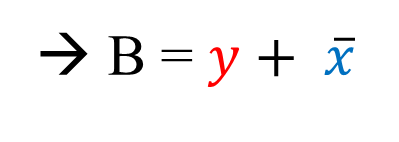 → B = y + x̄